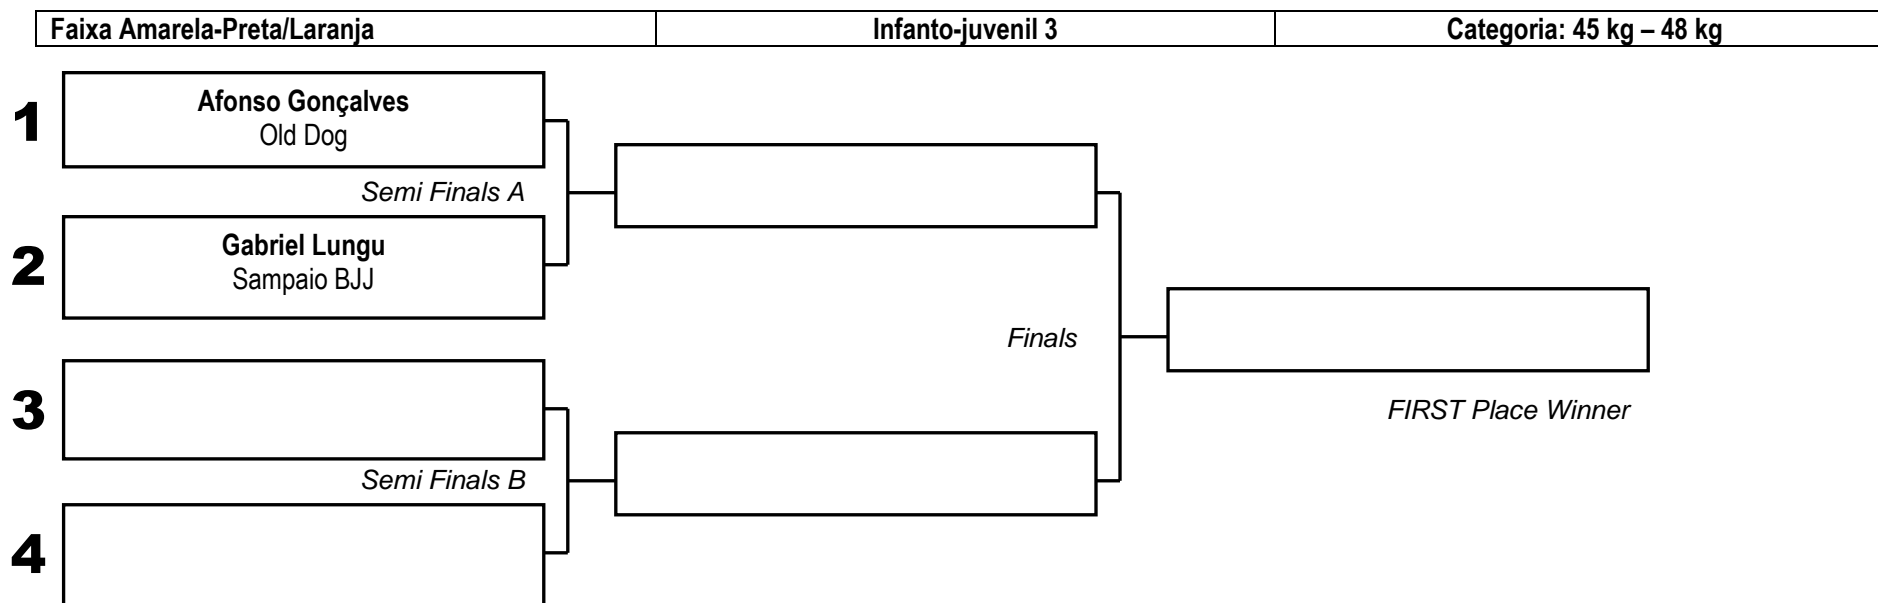 Faixa Amarela-Preta/Laranja Infanto-juvenil 3 Categoria: 45 kg – 48 kg
1
Afonso Gonçalves
Old Dog
Semi Finals A
2
Gabriel Lungu
Sampaio BJJ
Finals
3
FIRST Place Winner
Semi Finals B
4